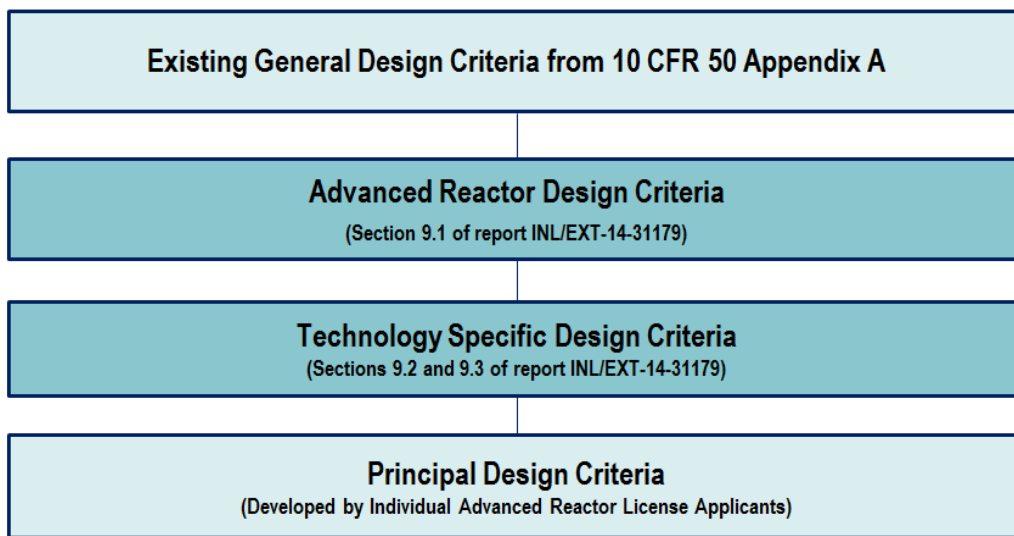 Existing General Design Criteria from 10 CFR 50 Appendix A
Advanced Reactor Design Criteria
(Section 9.1 of report INL/EXT-14-31179)
Technology Specific Design Criteria
(Sections 9.2 and 9.3 of report INL/EXT-14-31179)
Principal Design Criteria
(Developed by Individual Advanced Reactor License Applicants)